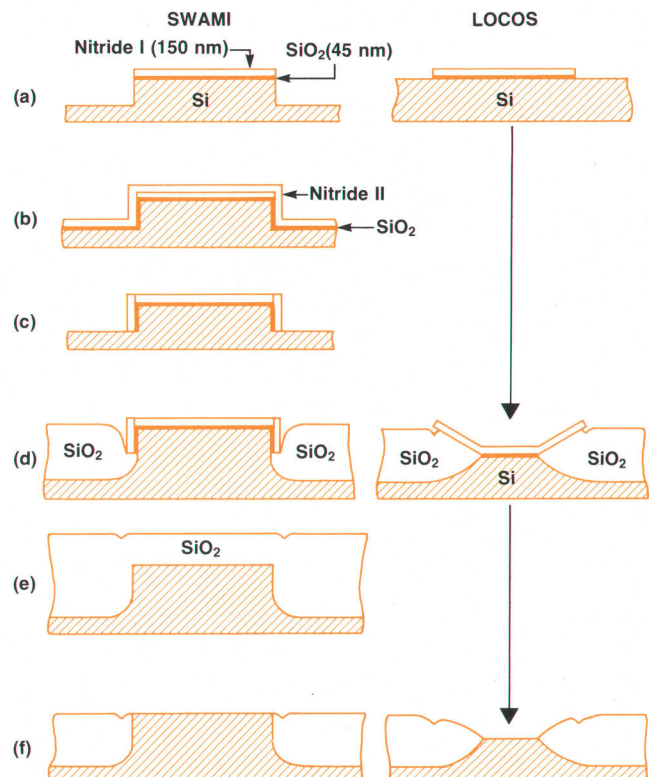 SWAMI
LOCOS
Nitride I (150 nm)
SiO₂(45 nm)
(a)
Si
Si
(b)
Nitride II
SiO₂
(c)
(d)
SiO₂
SiO₂
SiO₂
SiO₂
Si
(e)
SiO₂
(f)